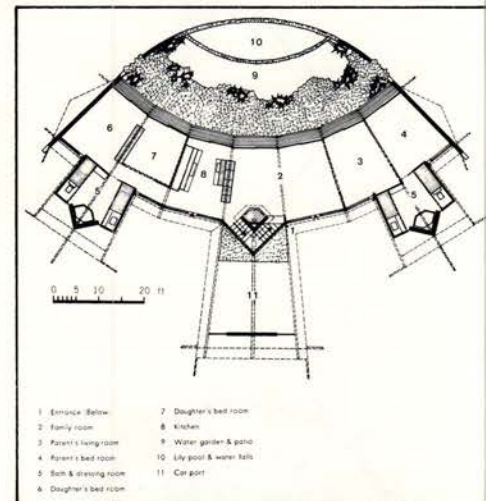 10
9
6
7
8
2
3
4
5
5
11
0 5 10 20 ft
1 Entrance (Below)
2 Family room
3 Parent's living room
4 Parent's bed room
5 Bath & dressing room
6 Daughter's bed room
7 Daughter's bed room
8 Kitchen
9 Water garden & patio
10 Lily pool & water falls
11 Car port